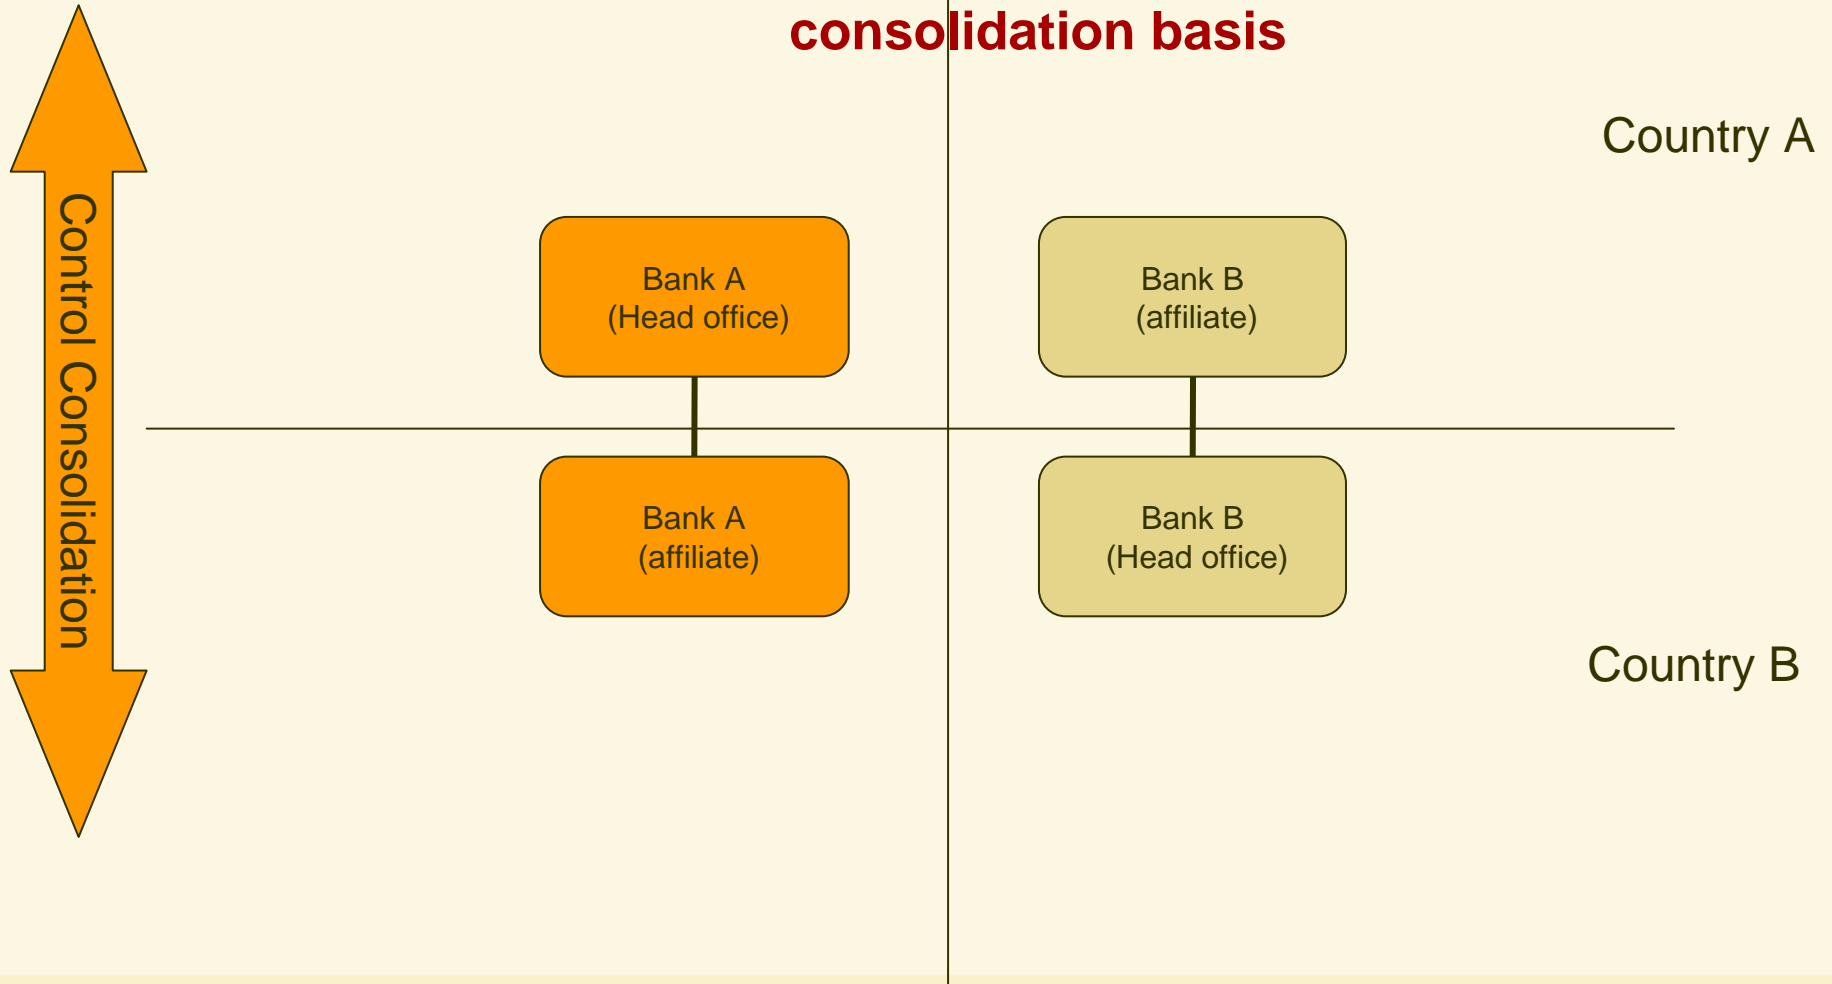 consolidation basis
Country A
Control Consolidation
Bank A
(Head office)
Bank B
(affiliate)
Bank A
(affiliate)
Bank B
(Head office)
Country B